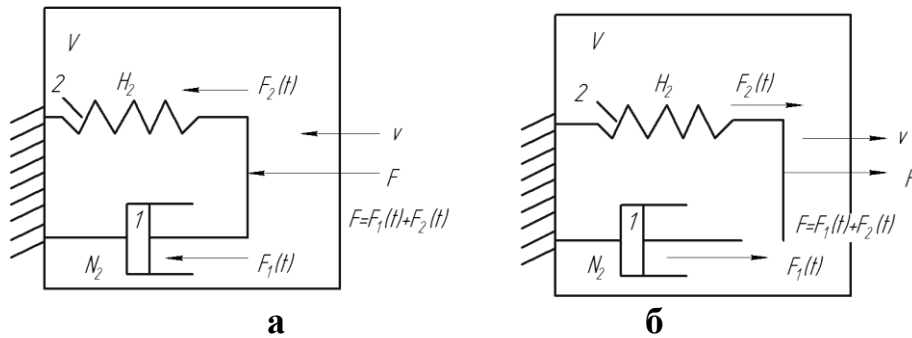 V
2
H₂
F₂(t)
v
F
F=F₁(t)+F₂(t)
1
N₂
F₁(t)
а
V
2
H₂
F₂(t)
v
F
F=F₁(t)+F₂(t)
1
N₂
F₁(t)
б